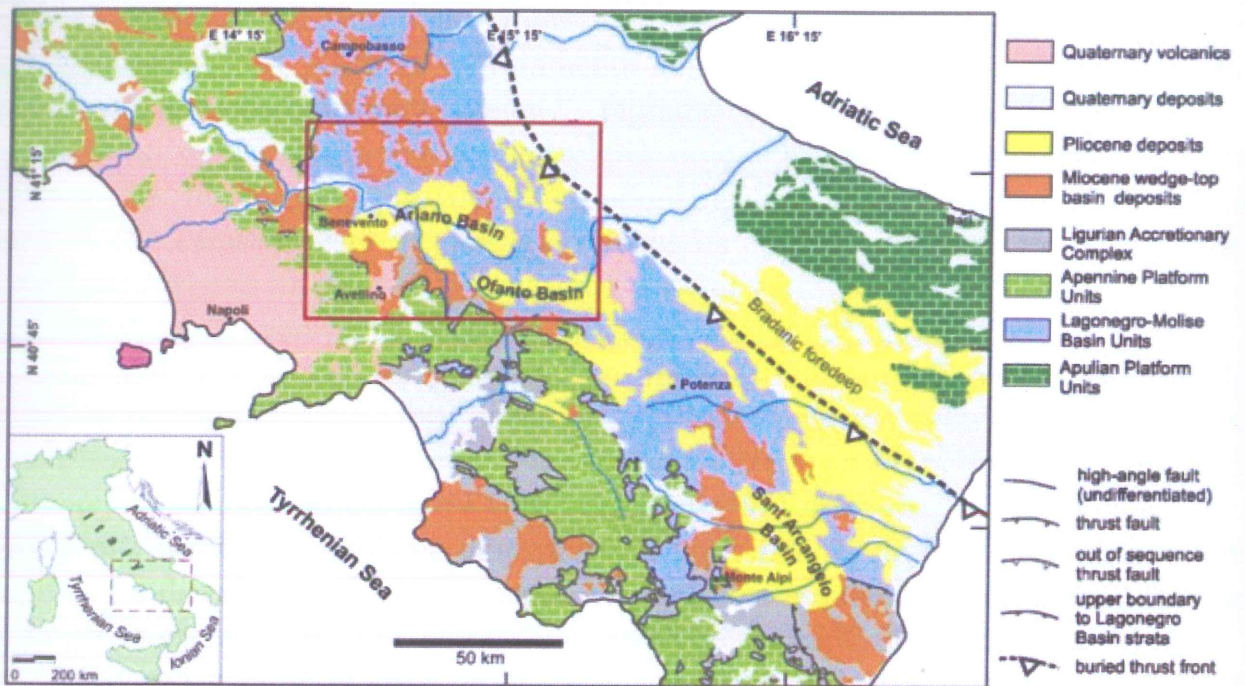 E 14° 15'
E 15° 15'
E 16° 15'
Campobasso
Adriatic Sea
N 41° 15'
Bari
Benevento
Ariano Basin
Avellino
Ofanto Basin
Napoli
N 40° 45'
Bradanic foredeep
Potenza
Tyrrhenian Sea
Sant'Arcangelo
Basin
Monte Alpi
50 km
N
Italy
Adriatic Sea
Tyrrhenian Sea
Ionian Sea
0 200 km
Quaternary volcanics
Quaternary deposits
Pliocene deposits
Miocene wedge-top
basin deposits
Ligurian Accretionary
Complex
Apennine Platform
Units
Lagonegro-Molise
Basin Units
Apulian Platform
Units
high-angle fault
(undifferentiated)
thrust fault
out of sequence
thrust fault
upper boundary
to Lagonegro
Basin strata
buried thrust front